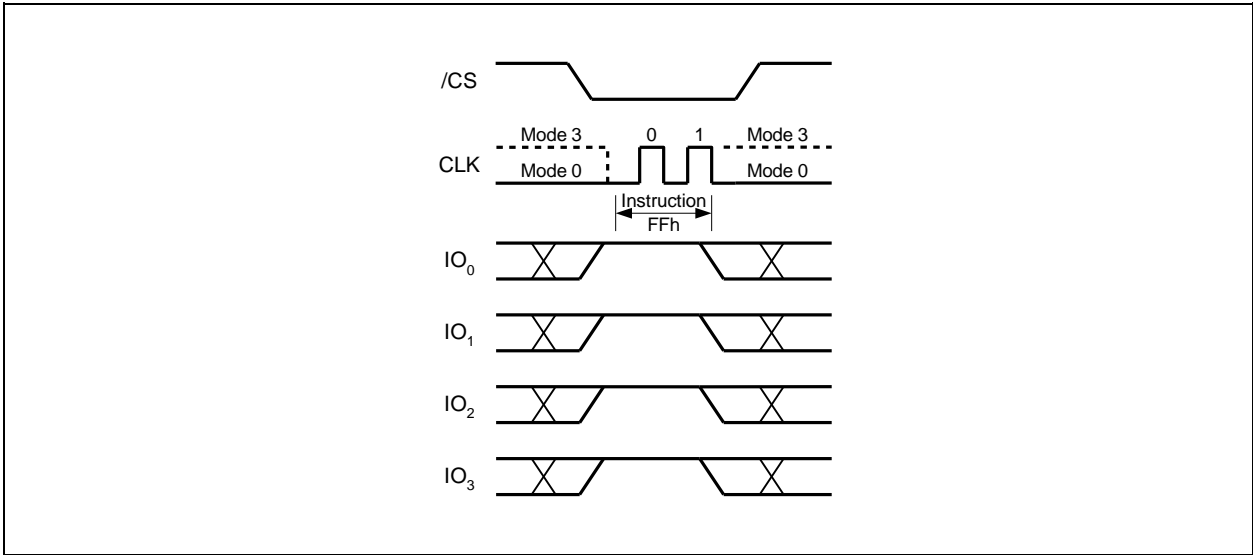 /CS
Mode 3 0 1 Mode 3
CLK Mode 0 Mode 0
Instruction
FFh
IO0
IO1
IO2
IO3